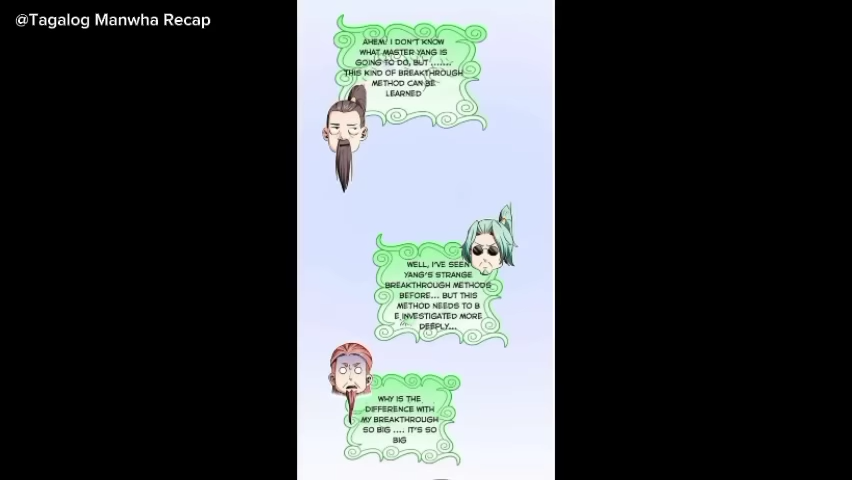 @Tagalog Manwha Recap
AHEM. I DON'T KNOW
WHAT MASTER YANG IS
GOING TO DO, BUT .......
THIS KIND OF BREAKTHROUGH
METHOD CAN BE
LEARNED
WELL, I'VE SEEN
YANG'S STRANGE
BREAKTHROUGH METHODS
BEFORE... BUT THIS
METHOD NEEDS TO B
E INVESTIGATED MORE
DEEPLY...
WHY IS THE
DIFFERENCE WITH
MY BREAKTHROUGH
SO BIG .... IT'S SO
BIG